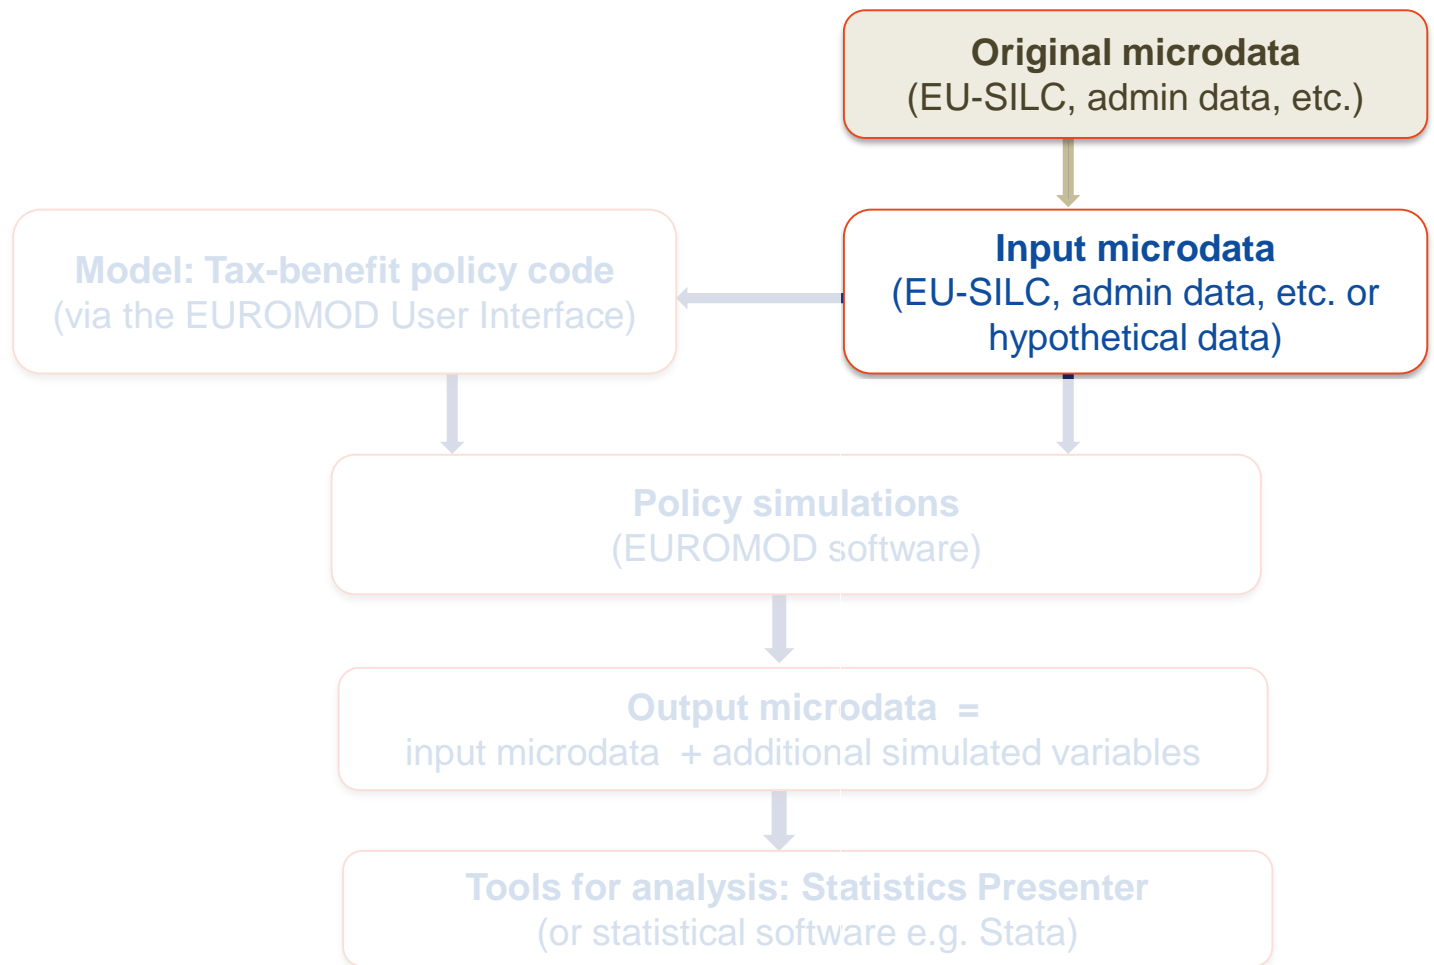 Original microdata
(EU-SILC, admin data, etc.)
Input microdata
(EU-SILC, admin data, etc. or
hypothetical data)
Model: Tax-benefit policy code
(via the EUROMOD User Interface)
Policy simulations
(EUROMOD software)
Output microdata =
input microdata + additional simulated variables
Tools for analysis: Statistics Presenter
(or statistical software e.g. Stata)